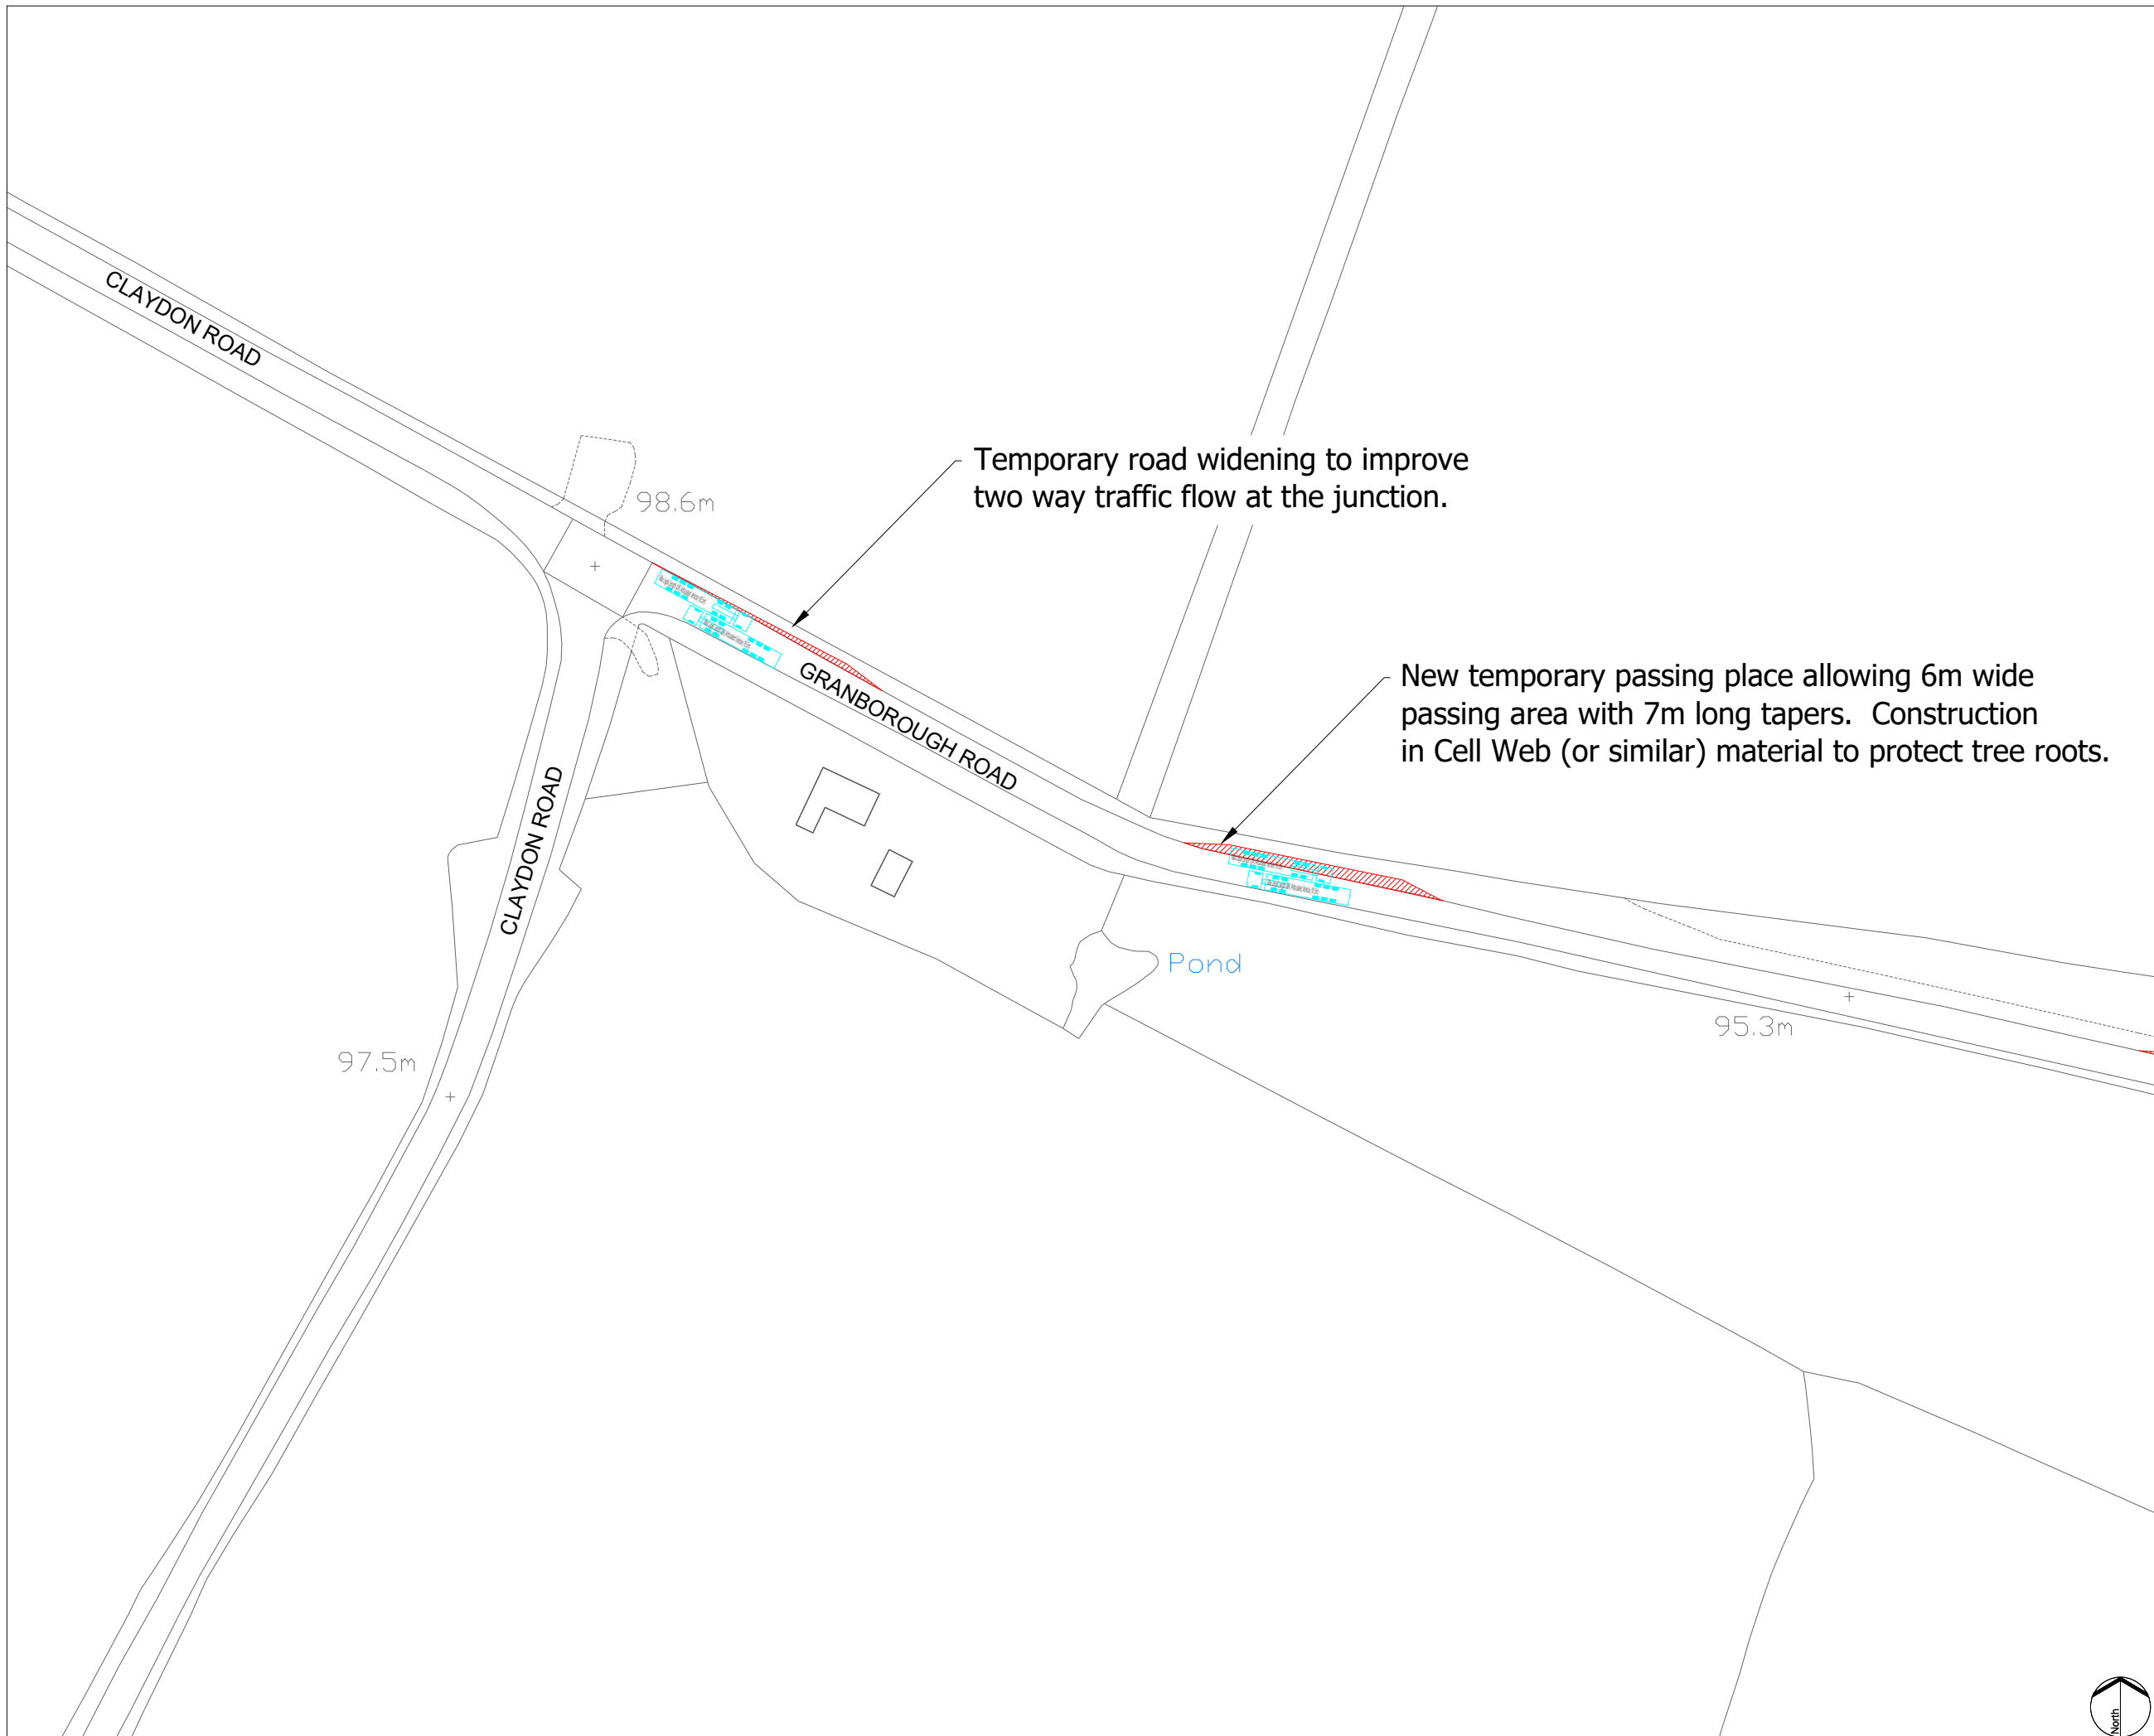 CLAYDON ROAD
Temporary road widening to improve
two way traffic flow at the junction.
98.6m
New temporary passing place allowing 6m wide
passing area with 7m long tapers.  Construction
in Cell Web (or similar) material to protect tree roots.
GRANBOROUGH ROAD
CLAYDON ROAD
Pond
95.3m
97.5m
North